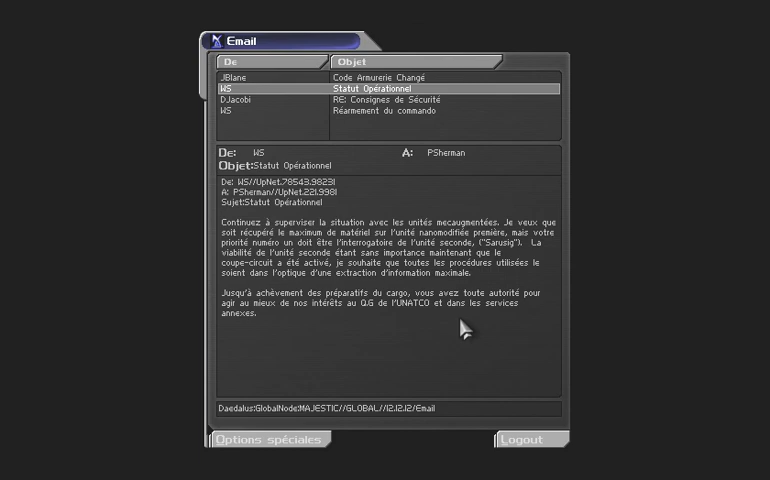 Email
De Objet
JBlane Code Armurerie Changé
WS Statut Opérationnel
DJacobi RE: Consignes de Sécurité
WS Réarmement du commando
De: WS A: PSherman
Objet: Statut Opérationnel
De: WS//UpNet.78543.98231
A: PSherman//UpNet.221.9981
Sujet:Statut Opérationnel
Continuez à superviser la situation avec les unités mecaugmentées. Je veux que
soit récupéré le maximum de matériel sur l'unité nanomodifiée première, mais votre
priorité numéro un doit être l'interrogatoire de l'unité seconde, ("Sarusig"). La
viabilité de l'unité seconde étant sans importance maintenant que le
coupe-circuit a été activé, je souhaite que toutes les procédures utilisées le
soient dans l'optique d'une extraction d'information maximale.
Jusqu'à achèvement des préparatifs du cargo, vous avez toute autorité pour
agir au mieux de nos intérêts au Q.G de l'UNATCO et dans les services
annexes.
Daedalus:GlobalNode:MAJESTIC//GLOBAL//12.12.12/Email
Options spéciales Logout